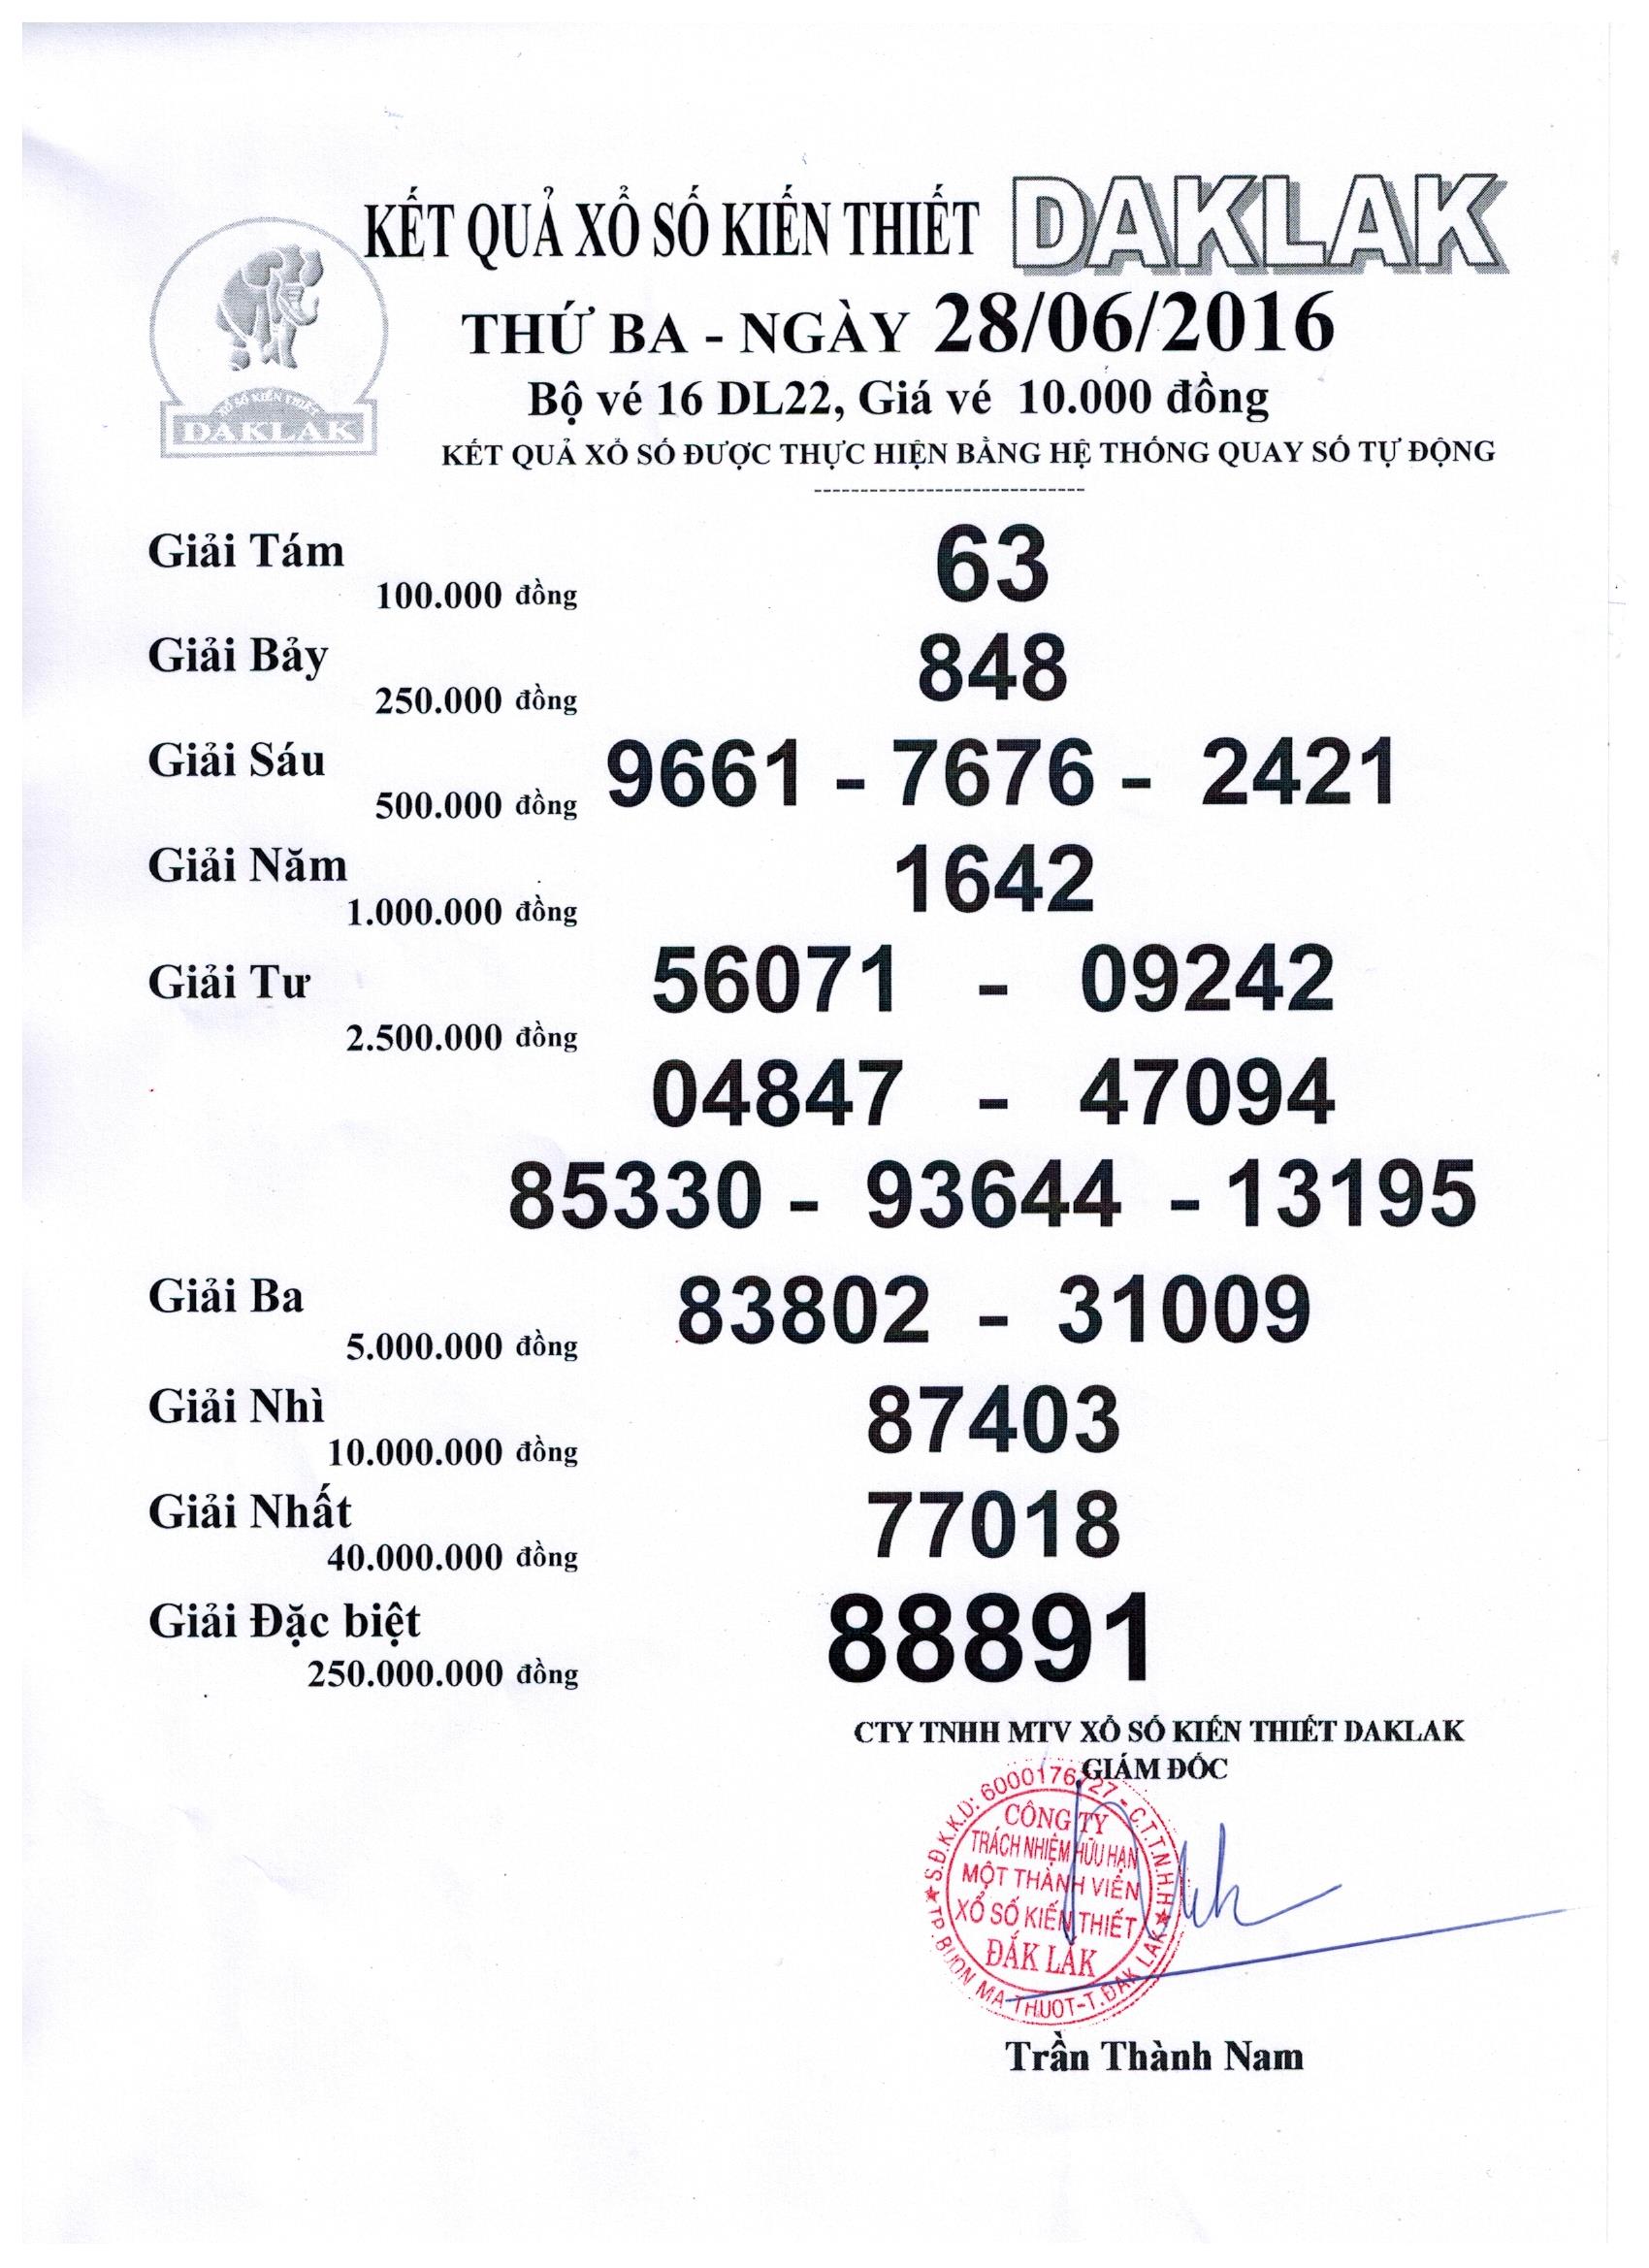 KẾT QUẢ XỔ SỐ KIẾN THIẾT DAKLAK
THỨ BA - NGÀY 28/06/2016
Bộ vé 16 DL22, Giá vé 10.000 đồng
KẾT QUẢ XỔ SỐ ĐƯỢC THỰC HIỆN BẰNG HỆ THỐNG QUAY SỐ TỰ ĐỘNG
XỔ SỐ KIẾN THIẾT
DAKLAK
Giải Tám 63
100.000 đồng
Giải Bảy 848
250.000 đồng
Giải Sáu 9661 - 7676 - 2421
500.000 đồng
Giải Năm 1642
1.000.000 đồng
Giải Tư 56071 - 09242
2.500.000 đồng
04847 - 47094
85330 - 93644 - 13195
Giải Ba 83802 - 31009
5.000.000 đồng
Giải Nhì 87403
10.000.000 đồng
Giải Nhất 77018
40.000.000 đồng
Giải Đặc biệt 88891
250.000.000 đồng
CTY TNHH MTV XỔ SỐ KIẾN THIẾT DAKLAK
GIÁM ĐỐC
CÔNG TY
TRÁCH NHIỆM HỮU HẠN
MỘT THÀNH VIÊN
XỔ SỐ KIẾN THIẾT
ĐẮK LẮK
TP.BUÔN MA THUOT-T.ĐAK LAK
Trần Thành Nam